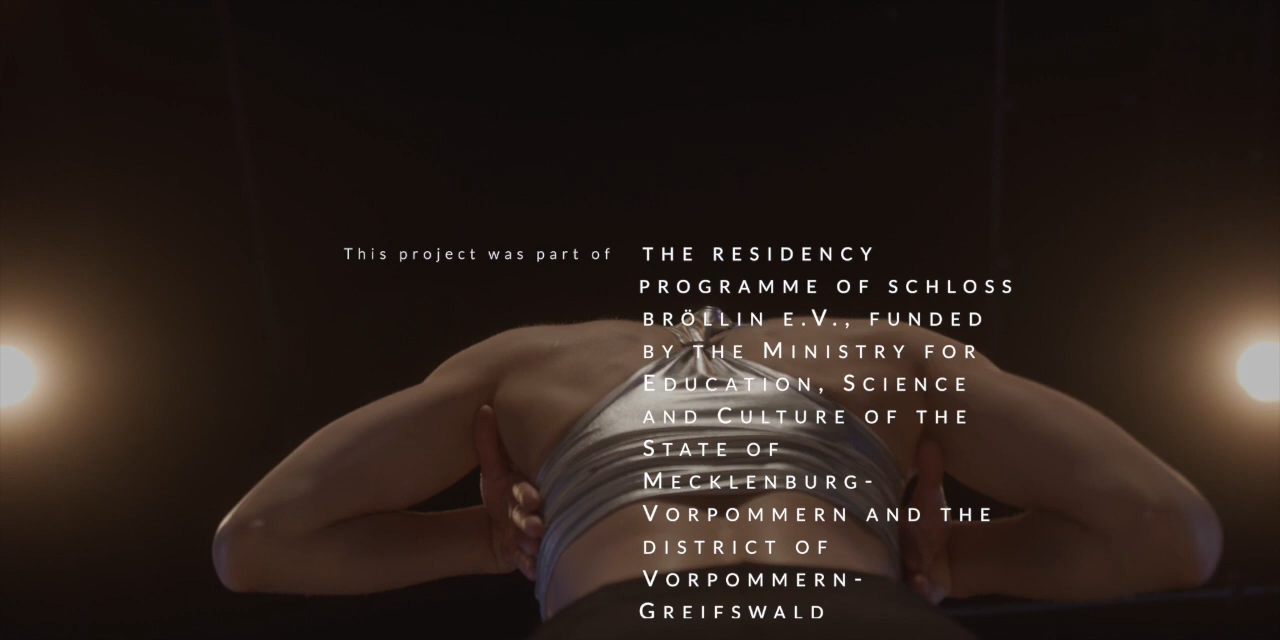 This project was part of THE RESIDENCY
PROGRAMME OF SCHLOSS
BRÖLLIN E.V., FUNDED
BY THE MINISTRY FOR
EDUCATION, SCIENCE
AND CULTURE OF THE
STATE OF
MECKLENBURG-
VORPOMMERN AND THE
DISTRICT OF
VORPOMMERN-
GREIFSWALD